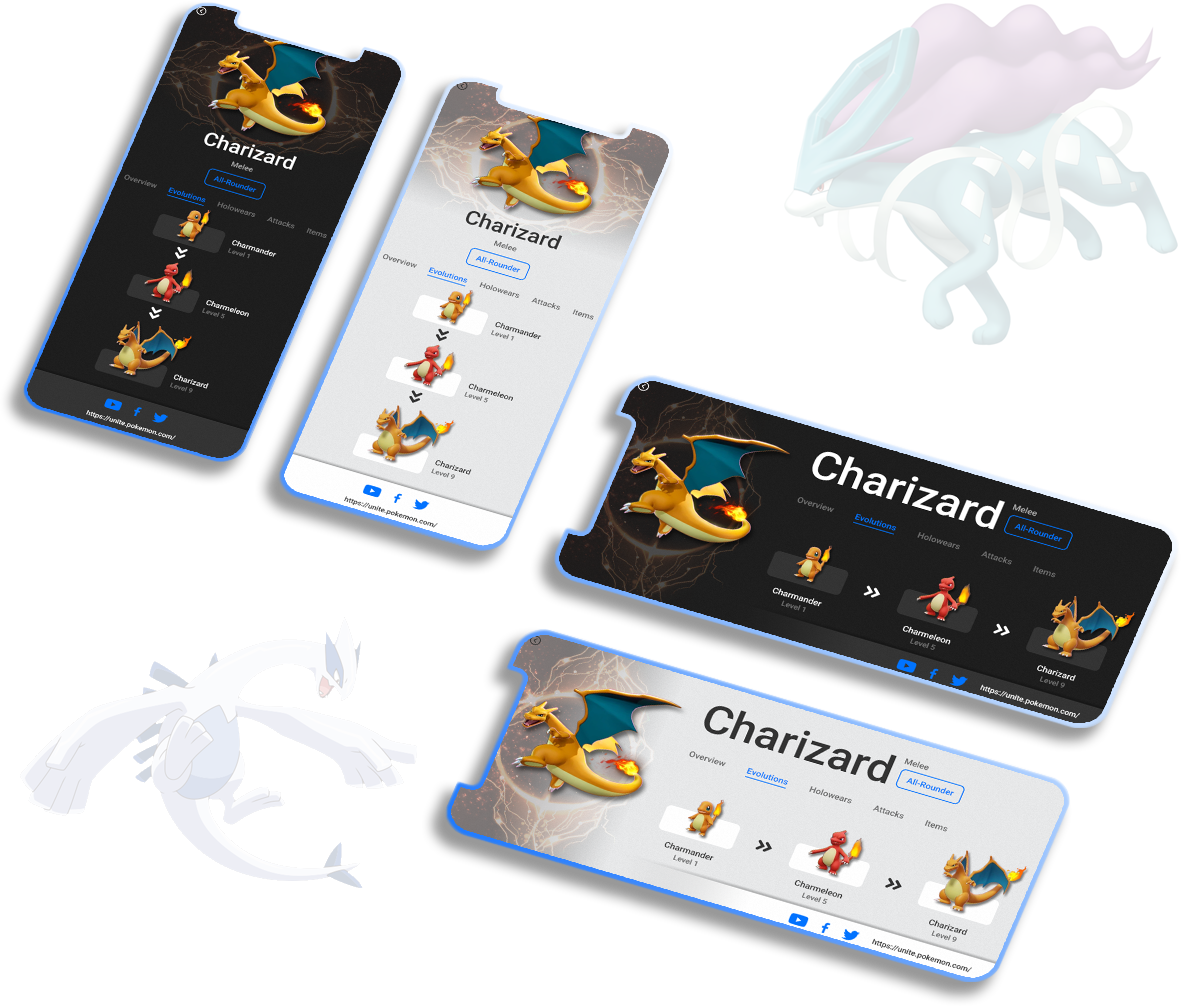 Charizard
Melee
All-Rounder
Overview
Evolutions
Holowears
Attacks
Items
Charmander
Level 1
Charmeleon
Level 5
Charizard
Level 9
https://unite.pokemon.com/
Charizard
Melee
All-Rounder
Overview
Evolutions
Holowears
Attacks
Items
Charmander
Level 1
Charmeleon
Level 5
Charizard
Level 9
https://unite.pokemon.com/
Charizard
Melee
All-Rounder
Overview
Evolutions
Holowears
Attacks
Items
Charmander
Level 1
Charmeleon
Level 5
Charizard
Level 9
https://unite.pokemon.com/
Charizard
Melee
All-Rounder
Overview
Evolutions
Holowears
Attacks
Items
Charmander
Level 1
Charmeleon
Level 5
Charizard
Level 9
https://unite.pokemon.com/